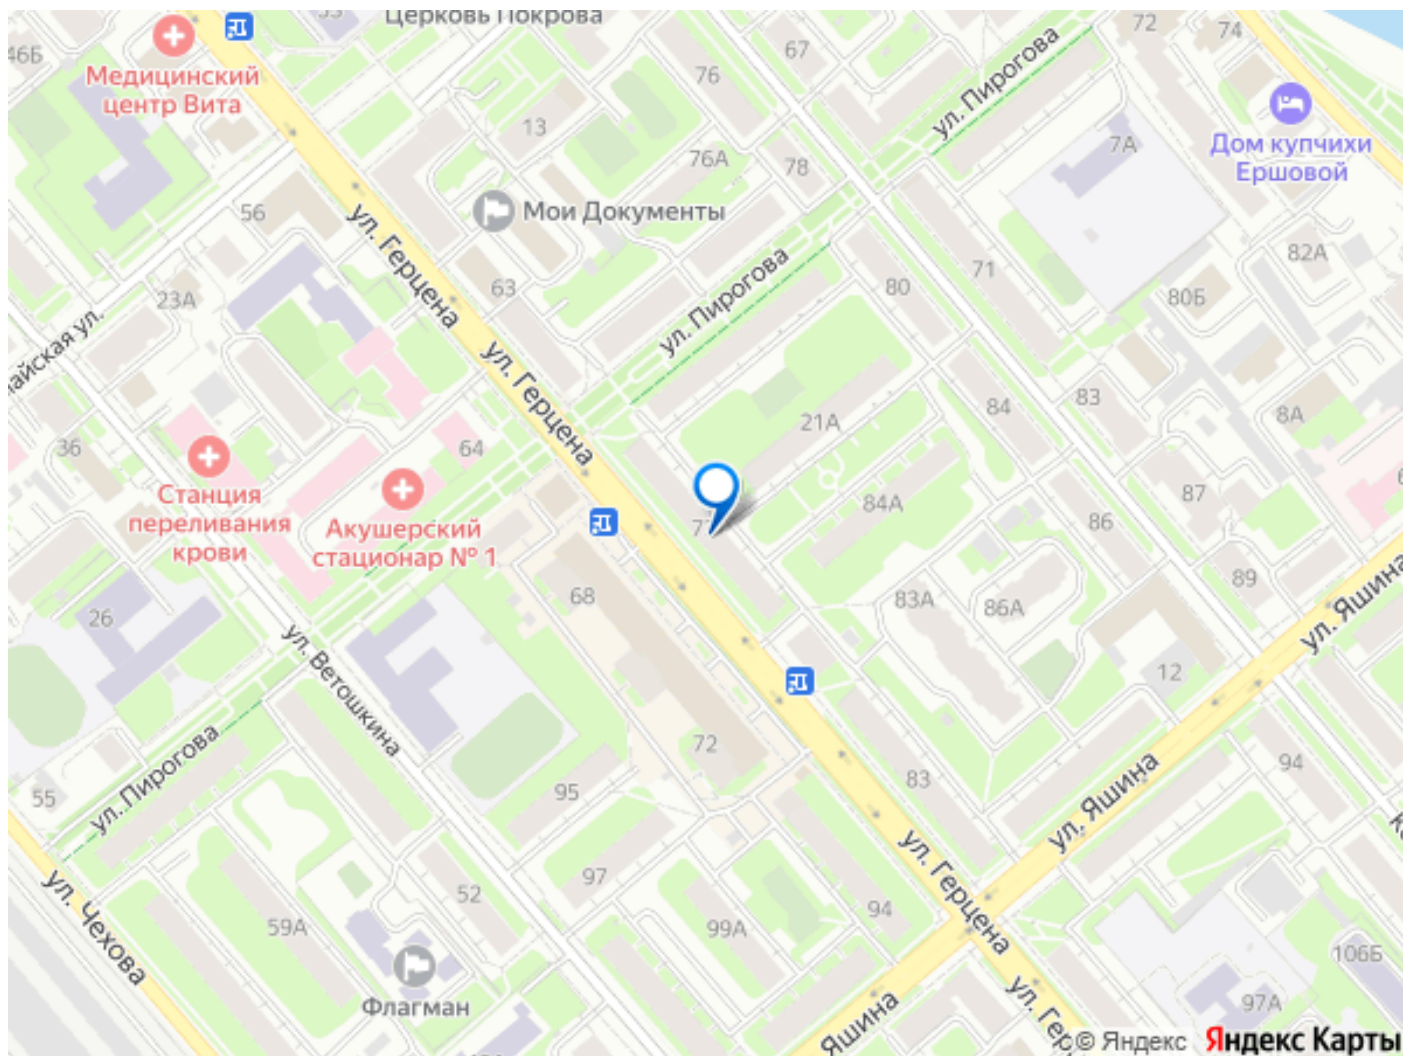 Церковь Покрова
72
74
67
46Б
Медицинский
центр Вита
76
ул. Пирогова
13
7А
Дом купчихи
Ершовой
76А
78
56
Мои Документы
ул. Герцена
82А
63
71
80
80Б
23А
ул. Пирогова
ул. Герцена
84
83
8А
21А
36
64
Станция
переливания
крови
Акушерский
стационар № 1
84А
87
86
89
68
83А
86А
ул. Яшина
26
ул. Ветошкина
12
72
83
94
ул. Пирогова
55
95
ул. Яшина
97
52
ул. Герцена
94
99А
59А
ул. Чехова
Флагман
106Б
97А
Яшина
© Яндекс
Яндекс Карты